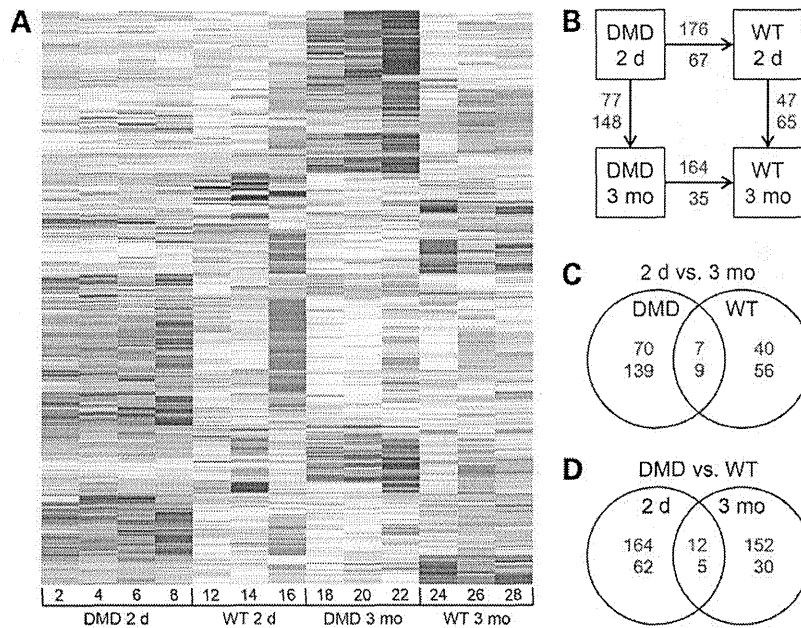 A
2 4 6 8 12 14 16 18 20 22 24 26 28
DMD 2 d WT 2 d DMD 3 mo WT 3 mo
B
DMD 2 d
176
67
WT 2 d
77
148
47
65
DMD 3 mo
164
35
WT 3 mo
C
2 d vs. 3 mo
DMD WT
70 7 40
139 9 56
D
DMD vs. WT
2 d 3 mo
164 12 152
62 5 30